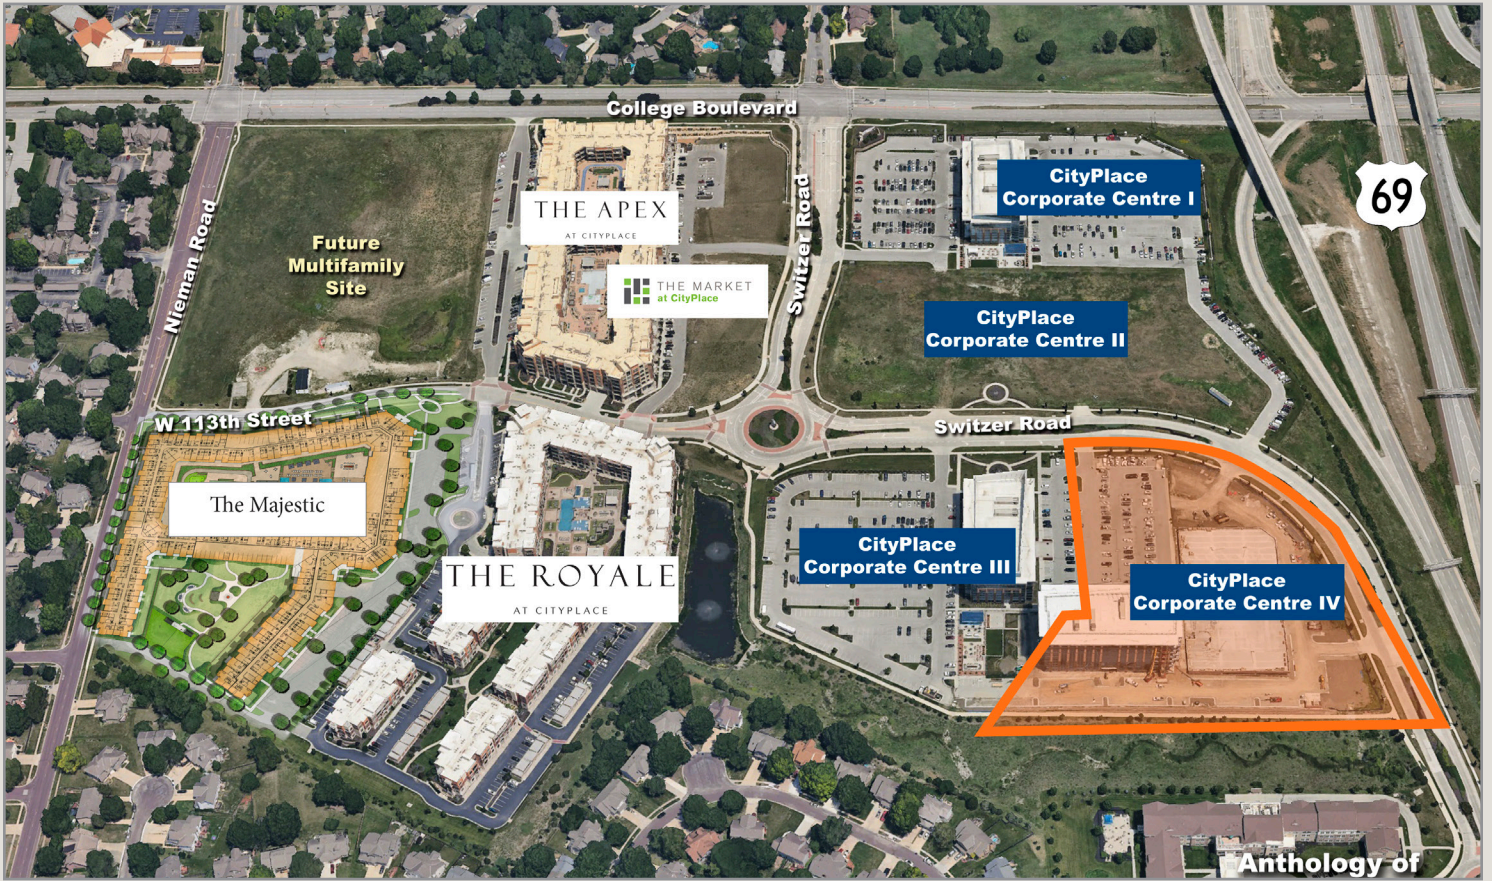 College Boulevard
CityPlace
Corporate Centre I
69
THE APEX
AT CITYPLACE
Nieman Road
Switzer Road
Future
Multifamily
Site
THE MARKET
at CityPlace
CityPlace
Corporate Centre II
W 113th Street
Switzer Road
The Majestic
CityPlace
Corporate Centre III
THE ROYALE
AT CITYPLACE
CityPlace
Corporate Centre IV
Anthology of